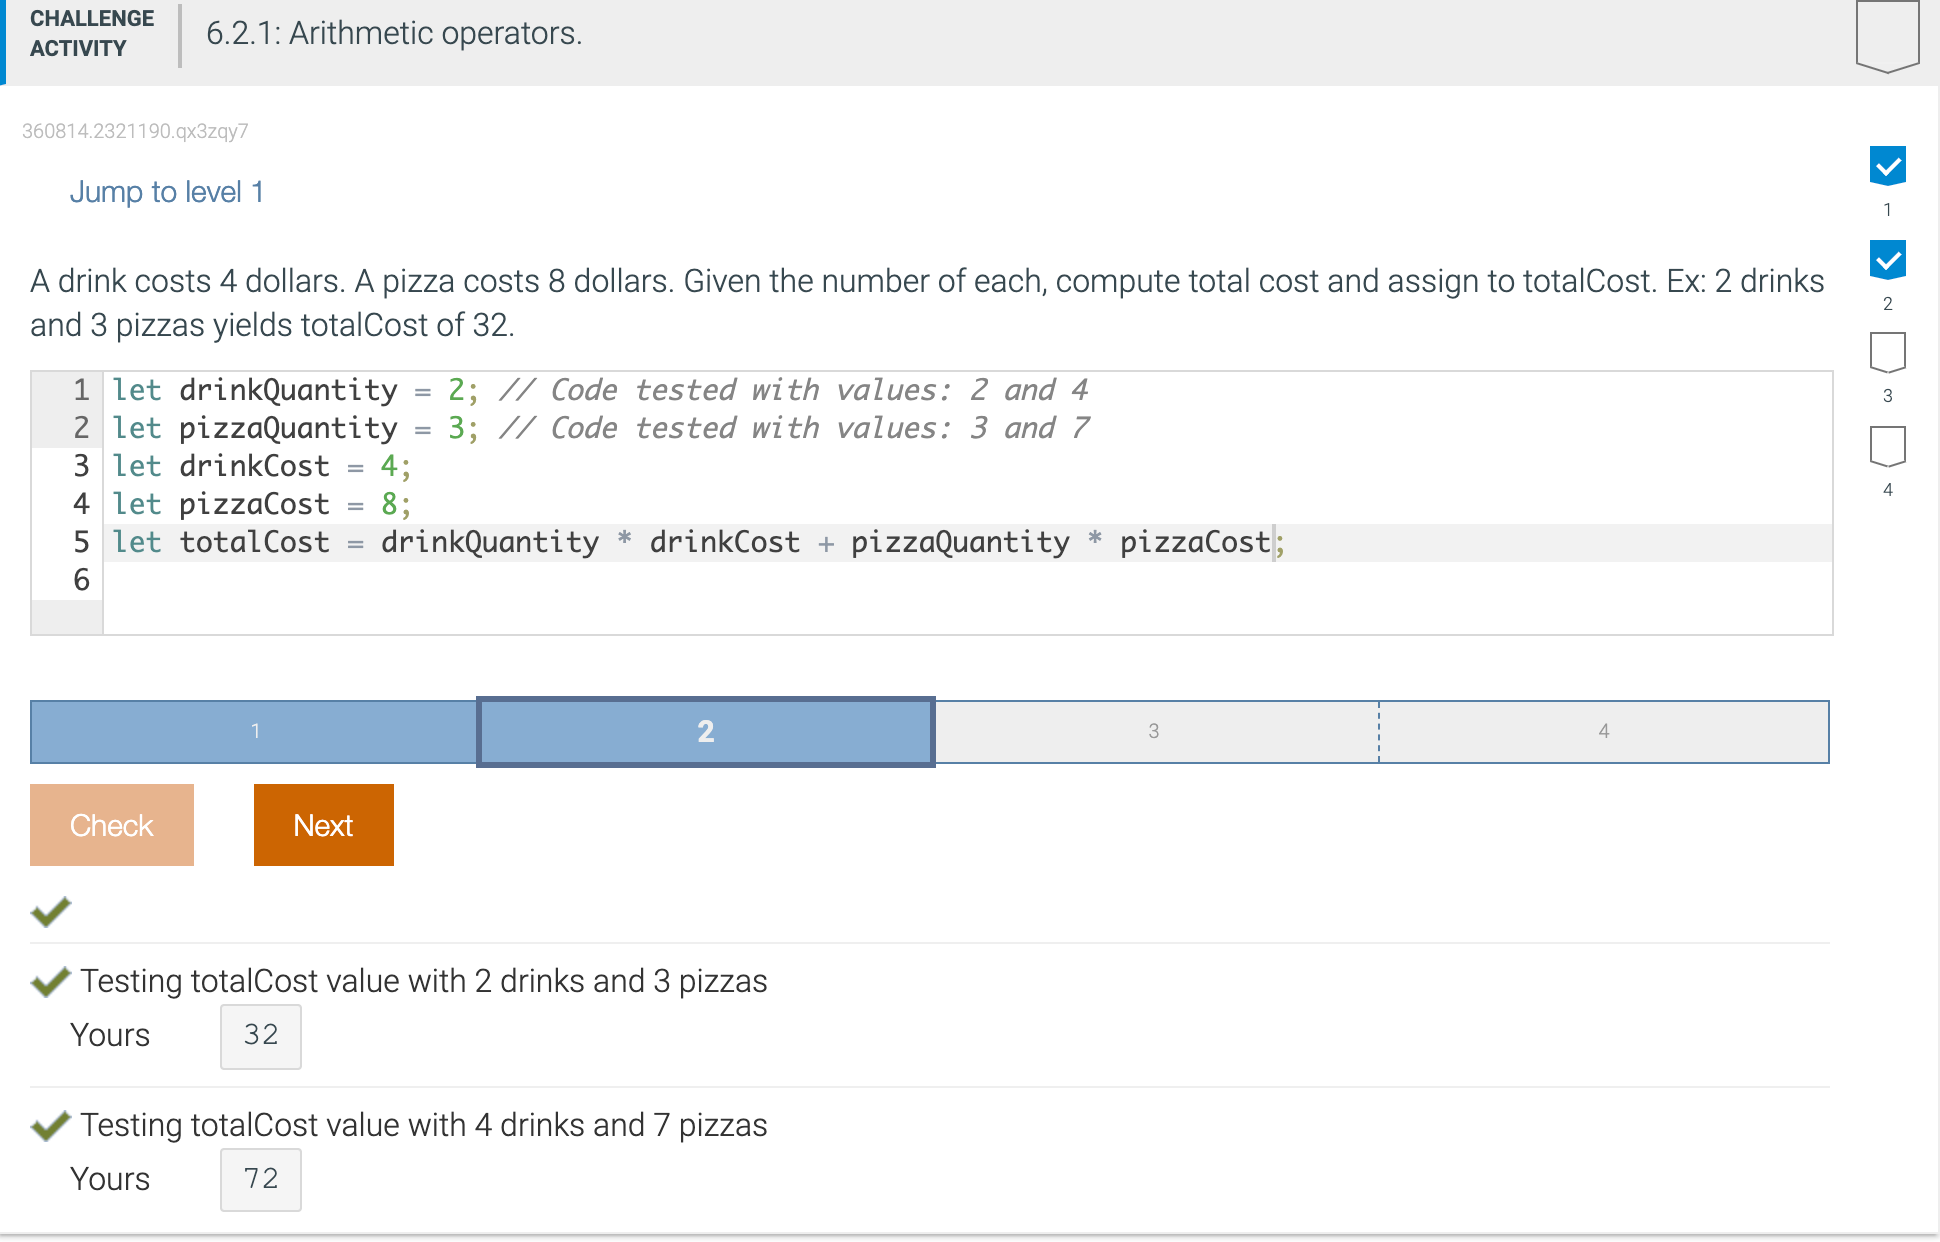 CHALLENGE
ACTIVITY
6.2.1: Arithmetic operators.
360814.2321190.qx3zqy7
Jump to level 1
1
2
3
4
A drink costs 4 dollars. A pizza costs 8 dollars. Given the number of each, compute total cost and assign to totalCost. Ex: 2 drinks
and 3 pizzas yields totalCost of 32.
1 let drinkQuantity = 2; // Code tested with values: 2 and 4
2 let pizzaQuantity = 3; // Code tested with values: 3 and 7
3 let drinkCost = 4;
4 let pizzaCost = 8;
5 let totalCost = drinkQuantity * drinkCost + pizzaQuantity * pizzaCost;
6
1 2 3 4
Check Next
Testing totalCost value with 2 drinks and 3 pizzas
Yours 32
Testing totalCost value with 4 drinks and 7 pizzas
Yours 72